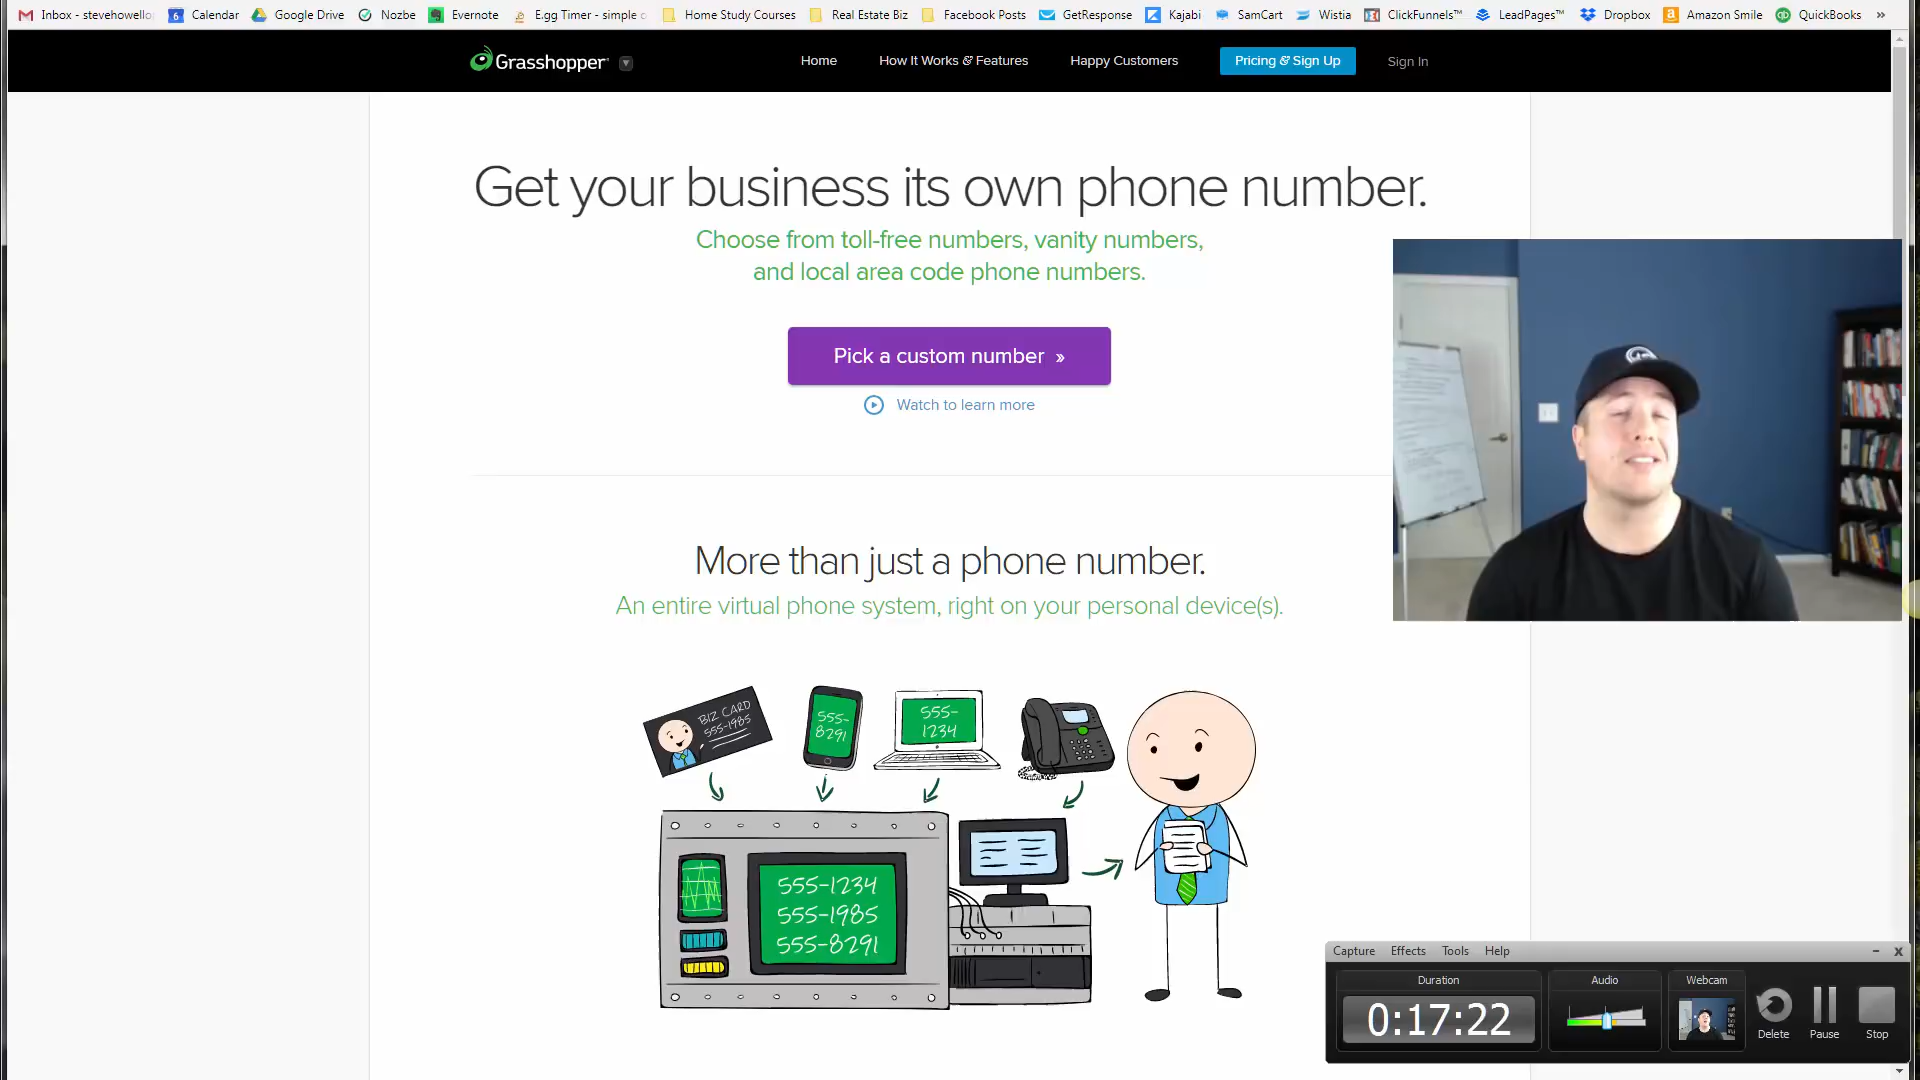 Inbox - stevehowello
6
Calendar
Google Drive
Nozbe
Evernote
E.gg Timer - simple c
Home Study Courses
Real Estate Biz
Facebook Posts
GetResponse
Kajabi
SamCart
Wistia
ClickFunnels™
LeadPages™
Dropbox
a
Amazon Smile
qb
QuickBooks
»
Grasshopper
Home
How It Works & Features
Happy Customers
Pricing & Sign Up
Sign In
Get your business its own phone number.
Choose from toll-free numbers, vanity numbers,
and local area code phone numbers.
Pick a custom number »
Watch to learn more
More than just a phone number.
An entire virtual phone system, right on your personal device(s).
BIZ CARD
555-1985
555-
8291
555-
1234
555-1234
555-1985
555-8291
Capture Effects Tools Help
Duration
Audio
Webcam
0:17:22
Delete
Pause
Stop